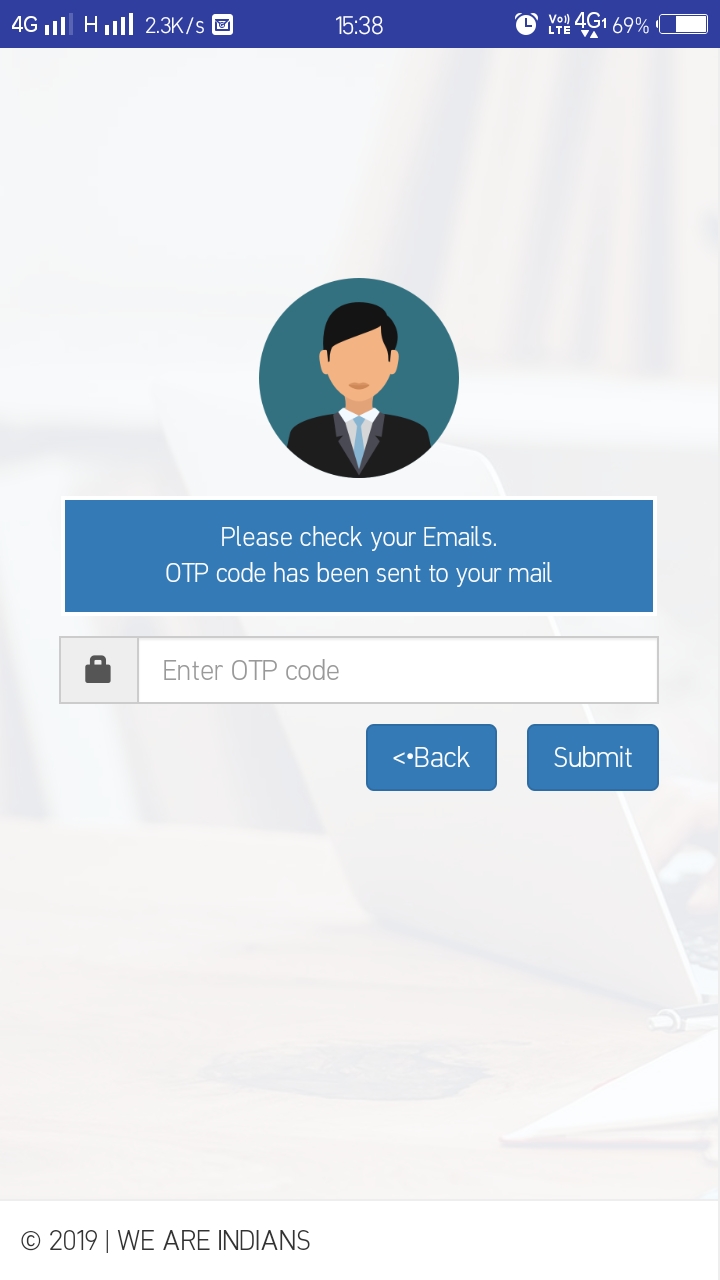 4G H 2.3K/s 15:38 Vo)) LTE 4G1 69%
Please check your Emails.
OTP code has been sent to your mail
Enter OTP code
<•Back Submit
© 2019 | WE ARE INDIANS